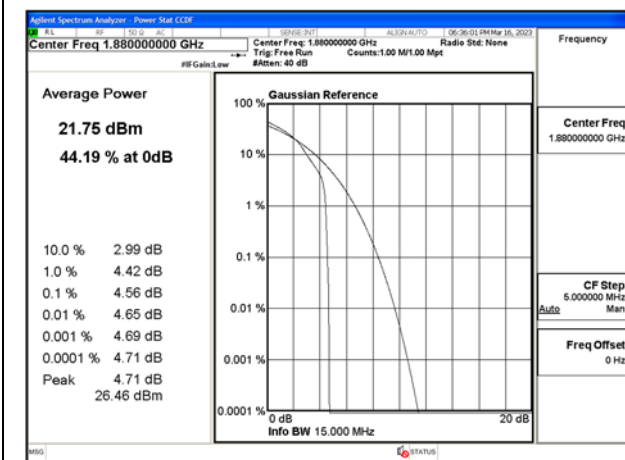 Agilent Spectrum Analyzer - Power Stat CCDF
RL RF 50 Ω AC SENSE:INT ALIGN AUTO 06:36:01 PM Mar 16, 2023
Center Freq 1.880000000 GHz
Center Freq: 1.880000000 GHz Radio Std: None
Trig: Free Run Counts:1.00 M/1.00 Mpt
#IFGain:Low #Atten: 40 dB
Frequency
Average Power
21.75 dBm
44.19 % at 0dB
10.0 % 2.99 dB
1.0 % 4.42 dB
0.1 % 4.56 dB
0.01 % 4.65 dB
0.001 % 4.69 dB
0.0001 % 4.71 dB
Peak 4.71 dB
26.46 dBm
Gaussian Reference
100 %
10 %
1 %
0.1 %
0.01 %
0.001 %
0.0001 %
0 dB 20 dB
Info BW 15.000 MHz
Center Freq
1.880000000 GHz
CF Step
5.000000 MHz
Auto Man
Freq Offset
0 Hz
MSG STATUS